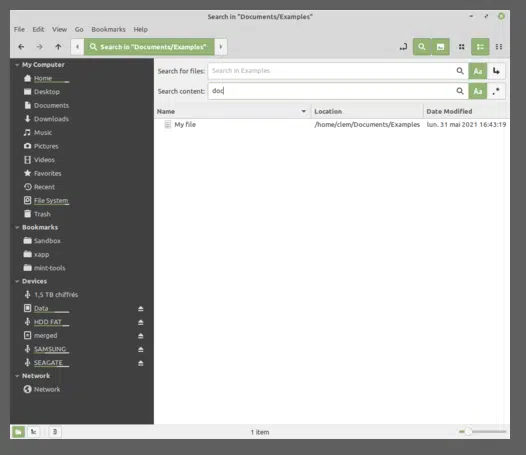 Search in "Documents/Examples"
File Edit View Go Bookmarks Help
Search in "Documents/Examples"
My Computer
Home
Desktop
Documents
Downloads
Music
Pictures
Videos
Favorites
Recent
File System
Trash
Bookmarks
Sandbox
xapp
mint-tools
Devices
1,5 TB chiffrés
Data
HDD FAT
merged
SAMSUNG
SEAGATE
Network
Network
Search for files: Search in Examples Aa
Search content: doc Aa .*
Name Location Date Modified
My file /home/clem/Documents/Examples lun. 31 mai 2021 16:43:19
1 item